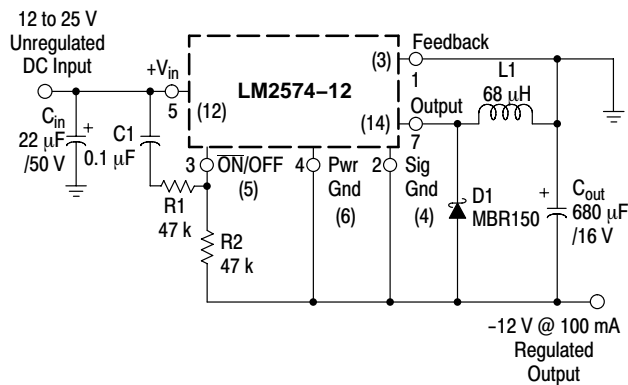 12 to 25 V
Unregulated
DC Input
+Vin
5
(12)
LM2574–12
(3)
Feedback
1
(14)
Output
7
L1
68 μH
Cin
22 μF
/50 V
+
C1
0.1 μF
3
ON/OFF
(5)
4
Pwr
Gnd
(6)
2
Sig
Gnd
(4)
R1
47 k
R2
47 k
D1
MBR150
+
Cout
680 μF
/16 V
–12 V @ 100 mA
Regulated
Output